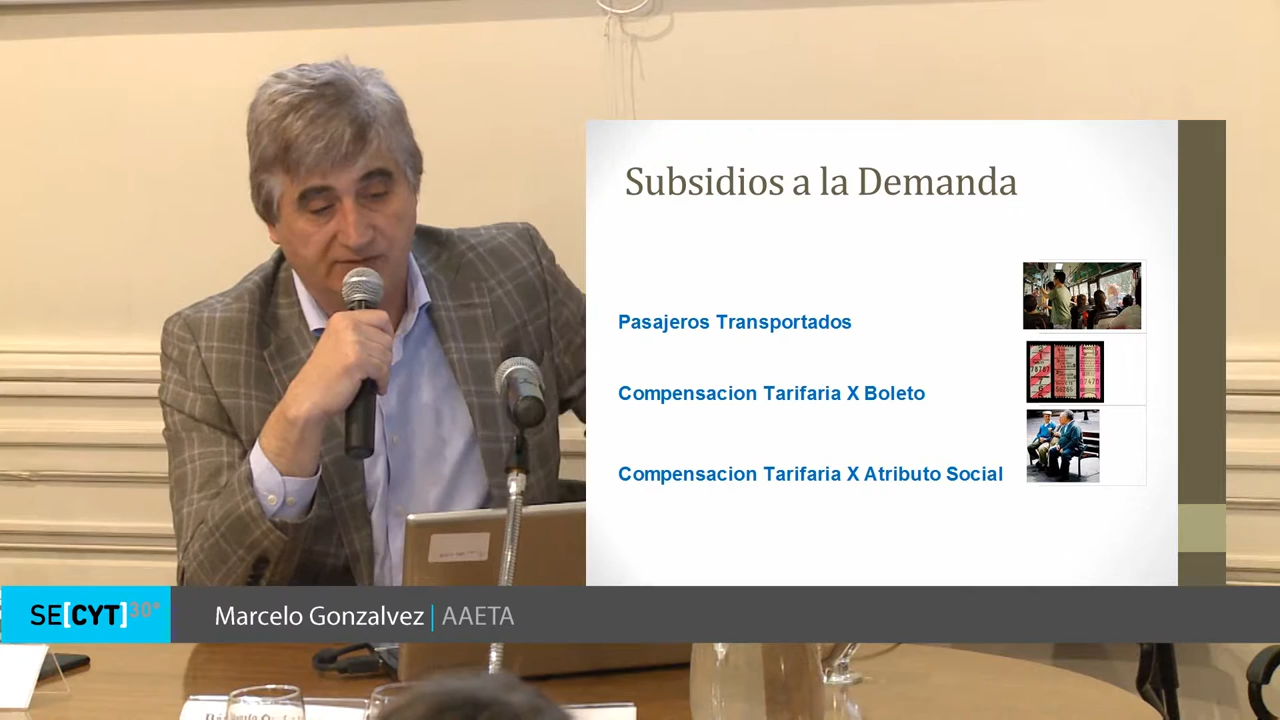 Subsidios a la Demanda
Pasajeros Transportados
Compensacion Tarifaria X Boleto
Compensacion Tarifaria X Atributo Social
SE[CYT]30°
Marcelo Gonzalvez | AAETA